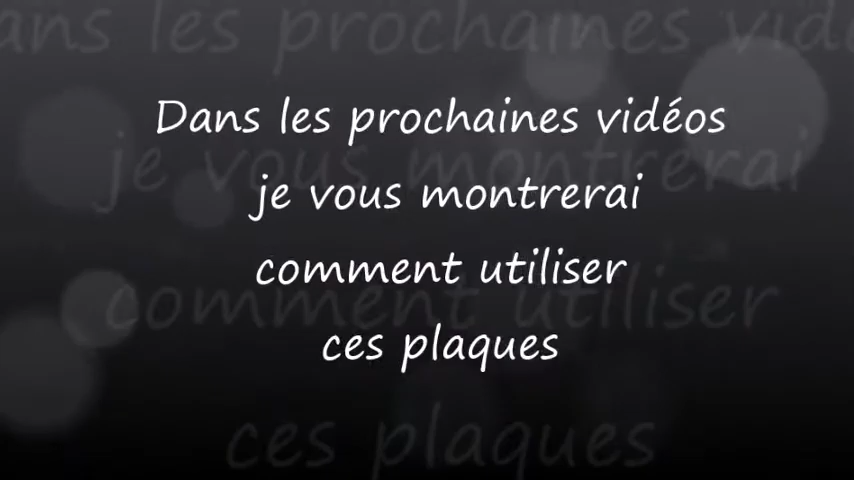 Dans les prochaines vidéos
je vous montrerai
comment utiliser
ces plaques